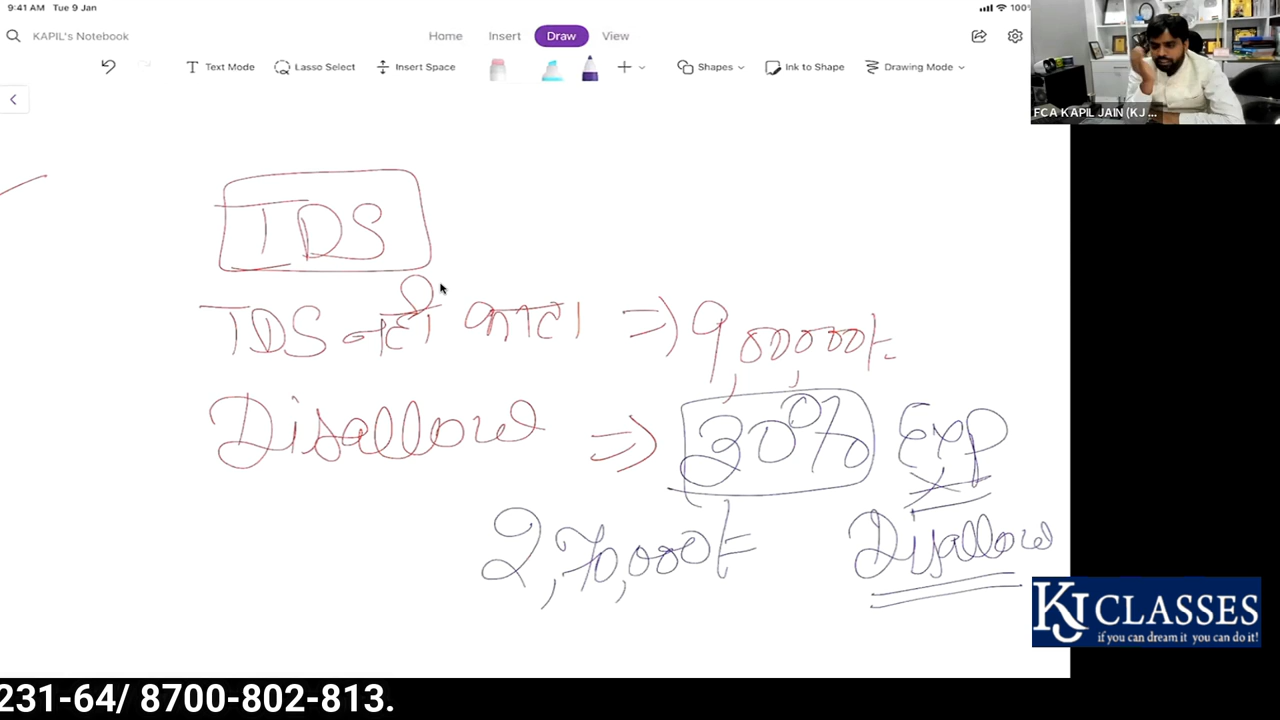 9:41 AM Tue 9 Jan
100%
KAPIL's Notebook
Home Insert Draw View
Text Mode Lasso Select Insert Space Shapes Ink to Shape Drawing Mode
FCA KAPIL JAIN (KJ ...
TDS
TDS नही काटा => 9,00,000/-
Disallow => 30% Exp
2,70,000/= Disallow
KJ CLASSES
if you can dream it you can do it!
231-64/ 8700-802-813.